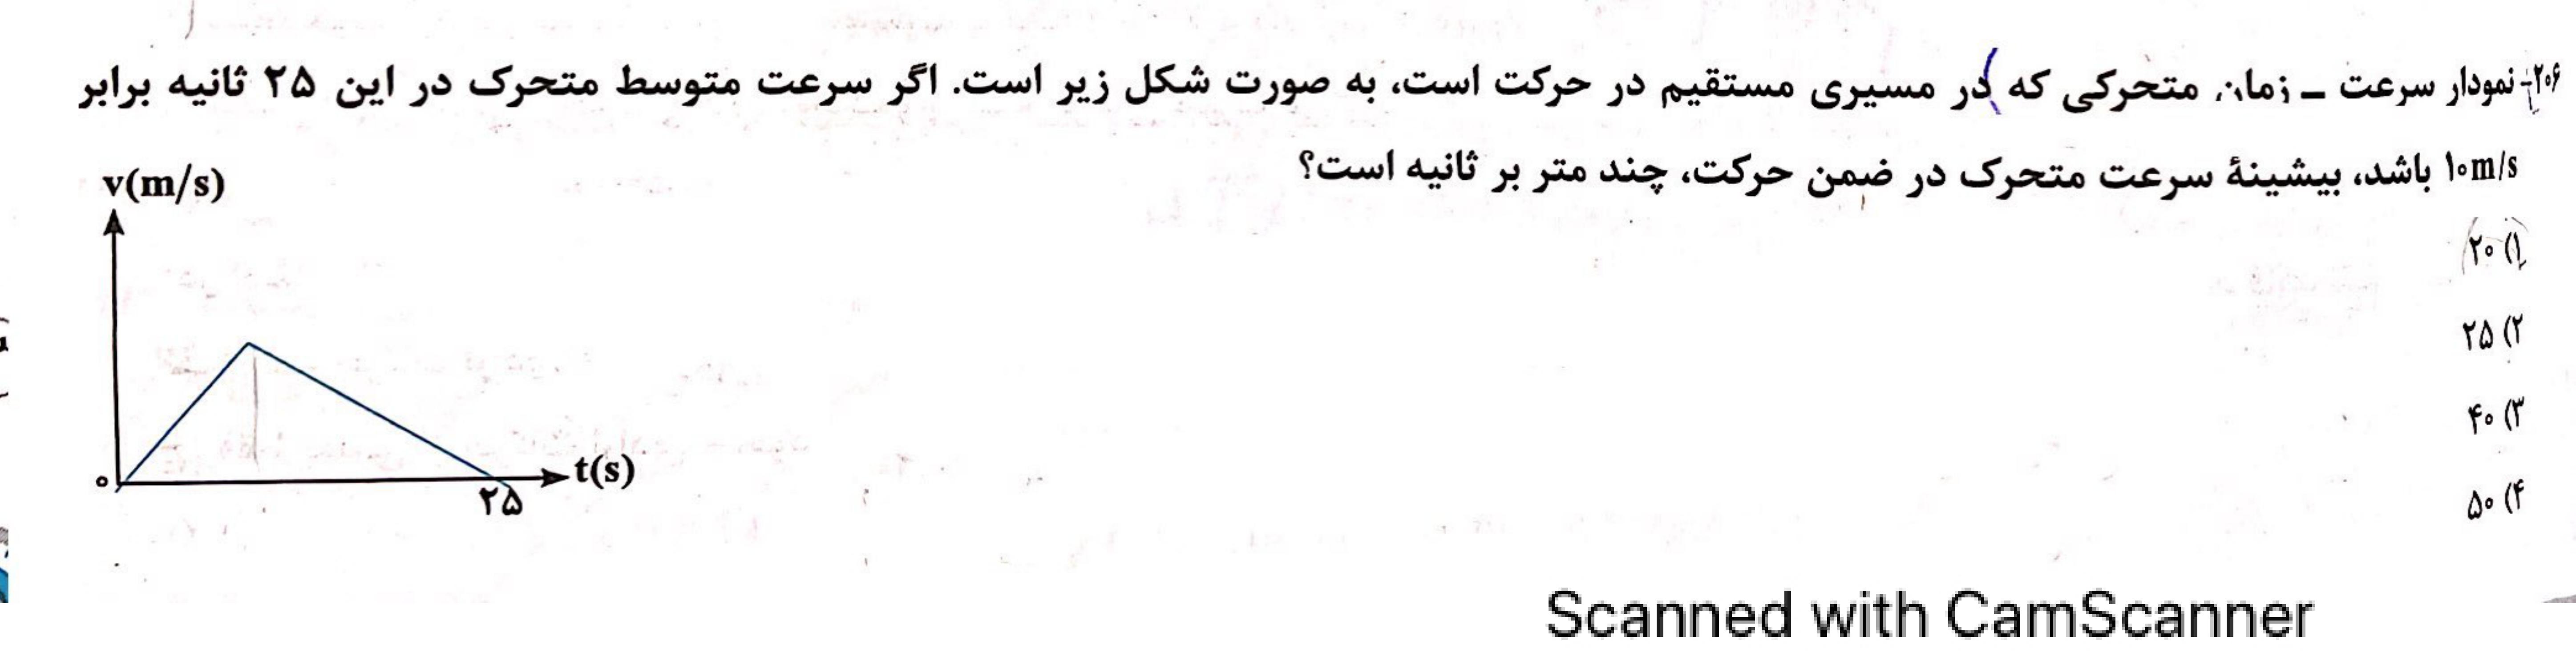 ۲۰۶- نمودار سرعت ـ زمان متحرکی که در مسیری مستقیم در حرکت است، به صورت شکل زیر است. اگر سرعت متوسط متحرک در این ۲۵ ثانیه برابر
۱۰m/s باشد، بیشینهٔ سرعت متحرک در ضمن حرکت، چند متر بر ثانیه است؟
v(m/s)
۱) ۲۰
۲) ۲۵
۳) ۴۰
t(s)
۰
۲۵
۴) ۵۰
Scanned with CamScanner